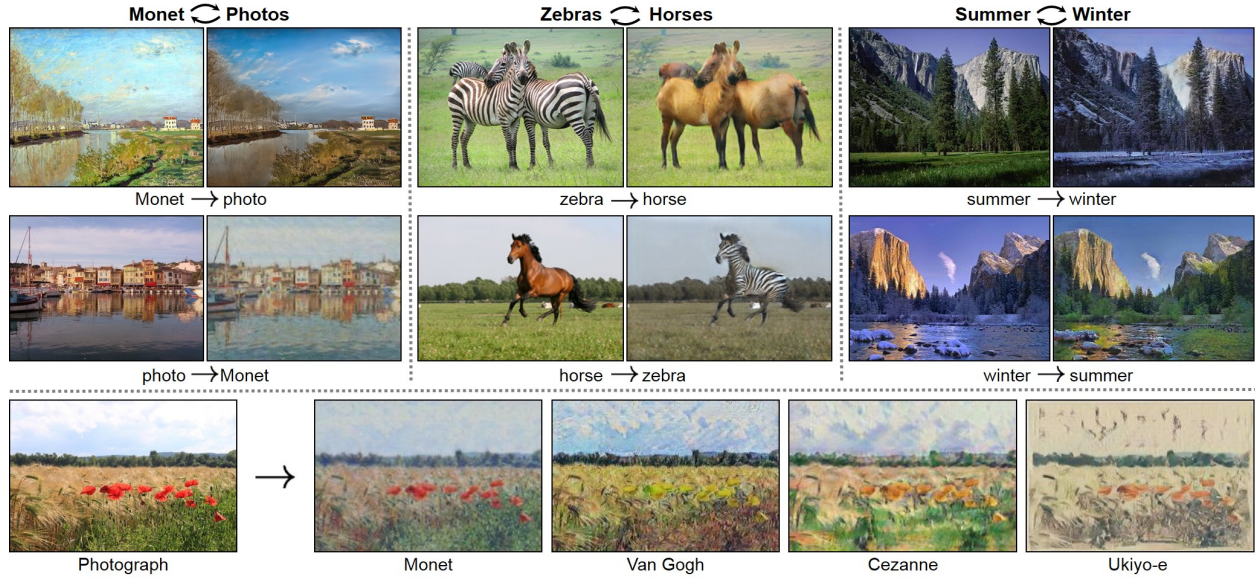 Monet Photos
Zebras Horses
Summer Winter
Monet → photo
zebra → horse
summer → winter
photo → Monet
horse → zebra
winter → summer
Photograph
Monet
Van Gogh
Cezanne
Ukiyo-e